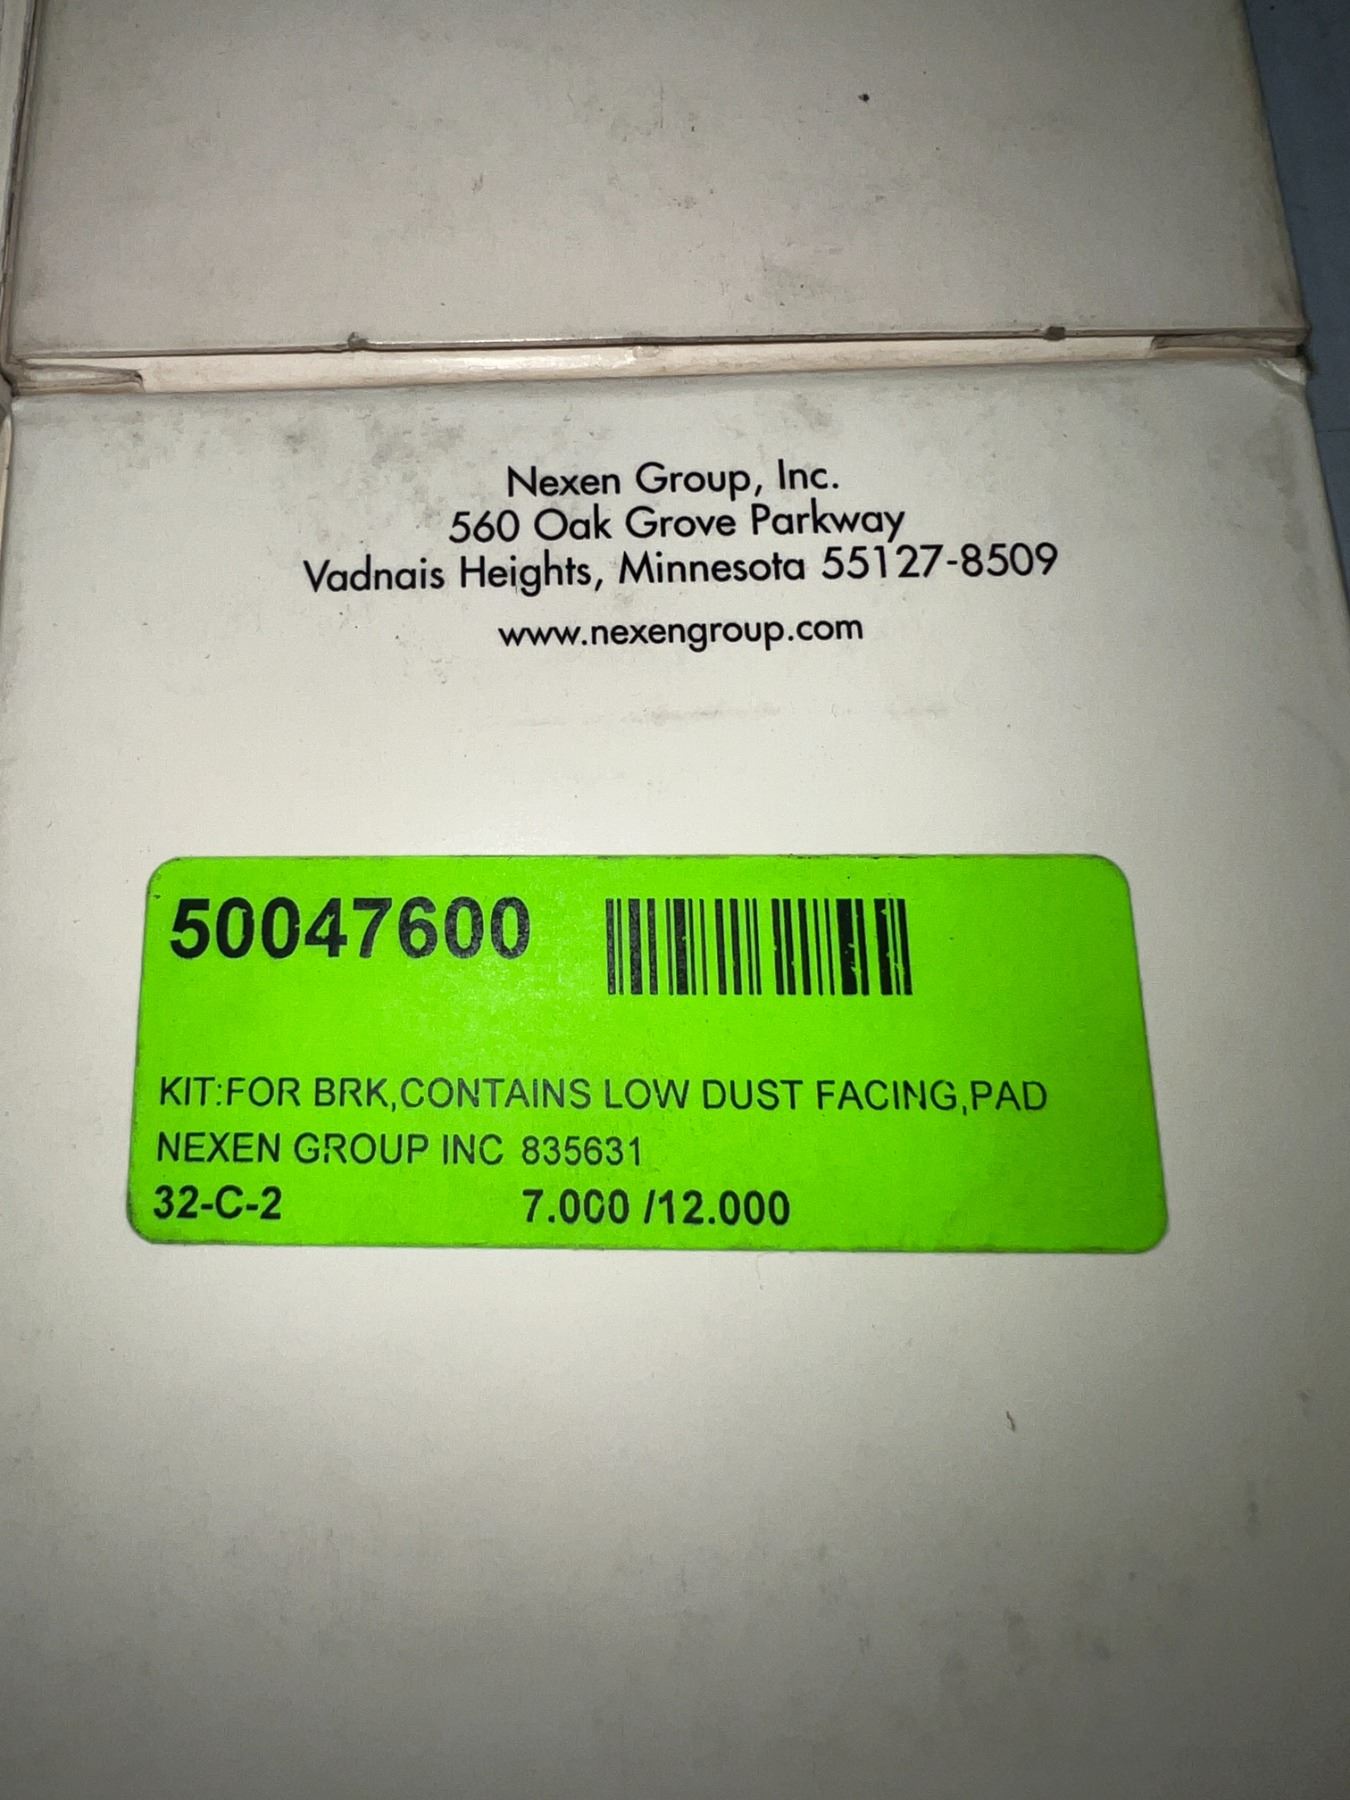 Nexen Group, Inc.
560 Oak Grove Parkway
Vadnais Heights, Minnesota 55127-8509
www.nexengroup.com
50047600
KIT:FOR BRK,CONTAINS LOW DUST FACING,PAD
NEXEN GROUP INC 835631
32-C-2 7.000 /12.000